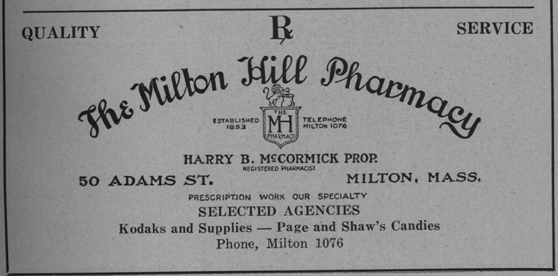 QUALITY ℞ SERVICE
The Milton Hill Pharmacy
ESTABLISHED 1853
THE MH PHARMACY
TELEPHONE MILTON 1076
HARRY B. McCORMICK PROP.
REGISTERED PHARMACIST
50 ADAMS ST. MILTON, MASS.
PRESCRIPTION WORK OUR SPECIALTY
SELECTED AGENCIES
Kodaks and Supplies — Page and Shaw's Candies
Phone, Milton 1076